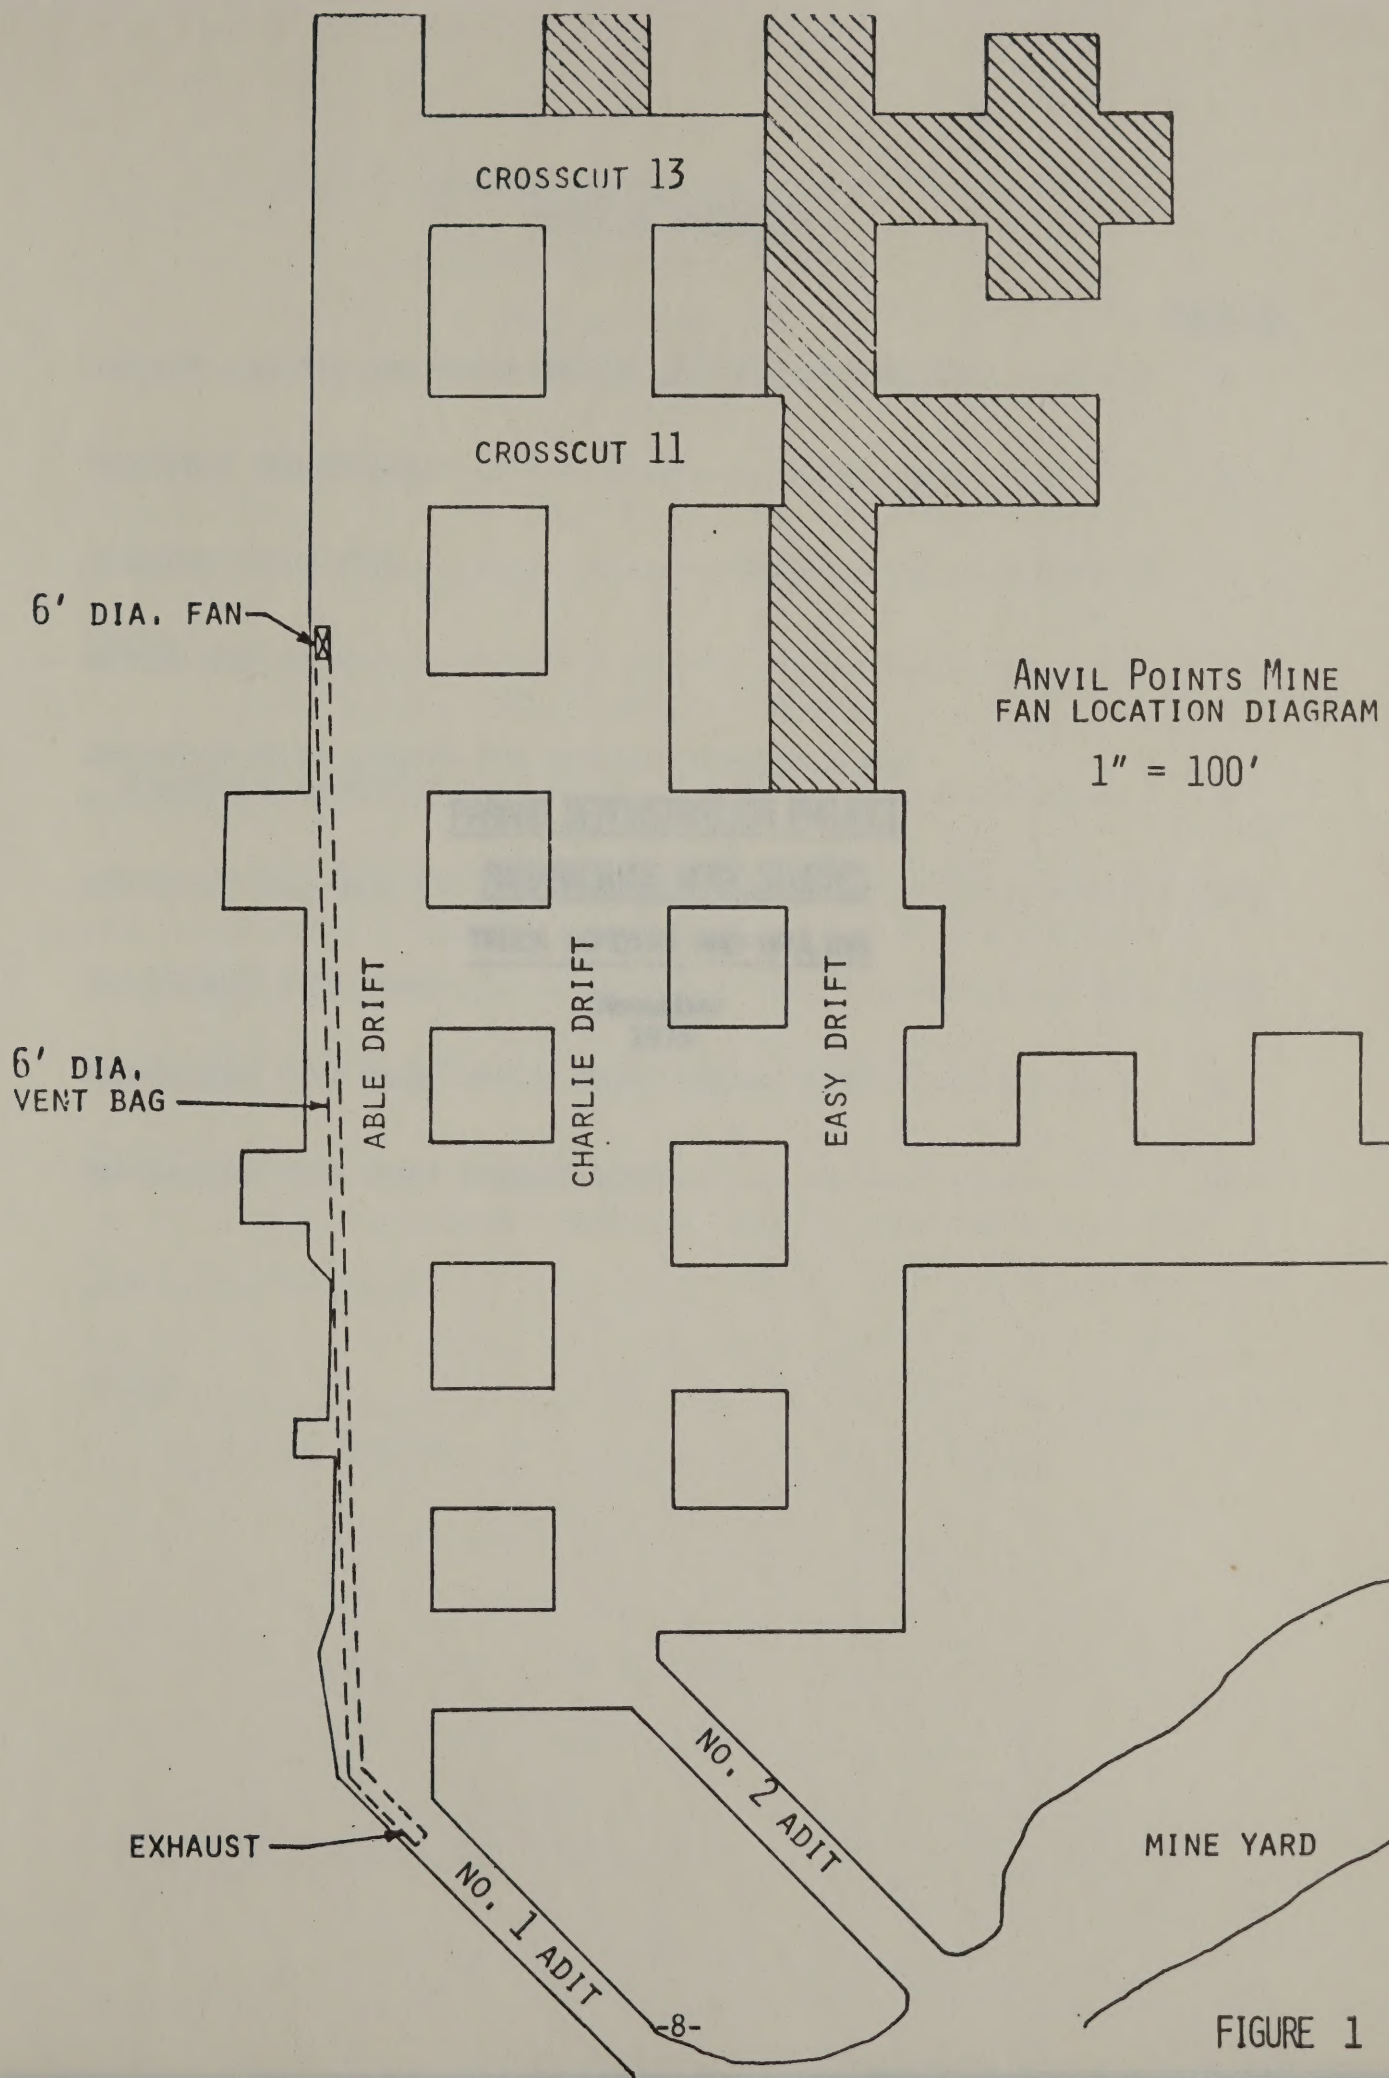 CROSSCUT 13
CROSSCUT 11
6' DIA. FAN
ANVIL POINTS MINE
FAN LOCATION DIAGRAM
1" = 100'
ABLE DRIFT
CHARLIE DRIFT
EASY DRIFT
6' DIA.
VENT BAG
NO. 2 ADIT
EXHAUST
MINE YARD
NO. 1 ADIT
-8-
FIGURE 1